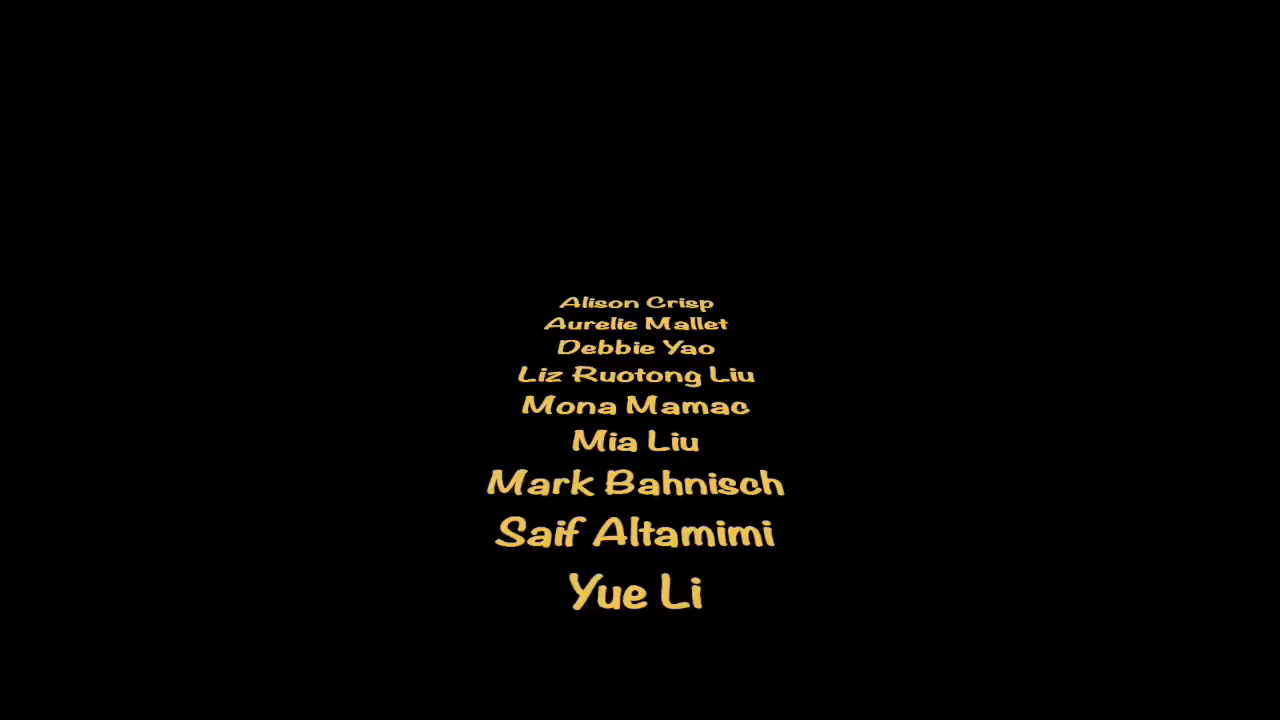 Alison Crisp
Aurelie Mallet
Debbie Yao
Liz Ruotong Liu
Mona Mamac
Mia Liu
Mark Bahnisch
Saif Altamimi
Yue Li